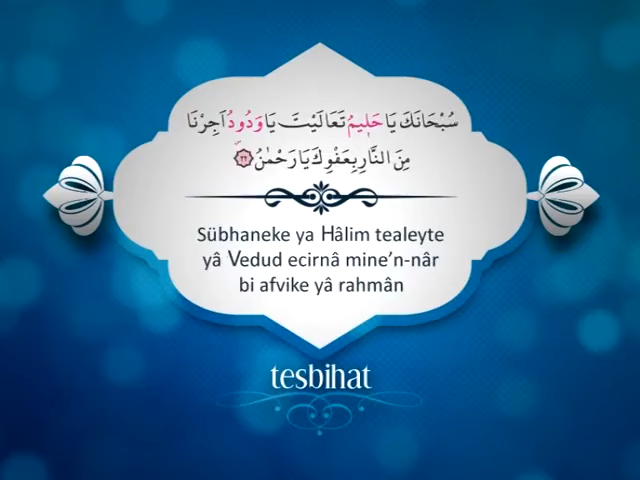 سُبْحَانَكَ يَا حَلِيمُ تَعَالَيْتَ يَا وَدُودُ اَجِرْنَا
مِنَ النَّارِ بِعَفْوِكَ يَا رَحْمٰنُ ﴿٣٢﴾
Sübhaneke ya Hâlim tealeyte
yâ Vedud ecirnâ mine’n-nâr
bi afvike yâ rahmân
tesbihat